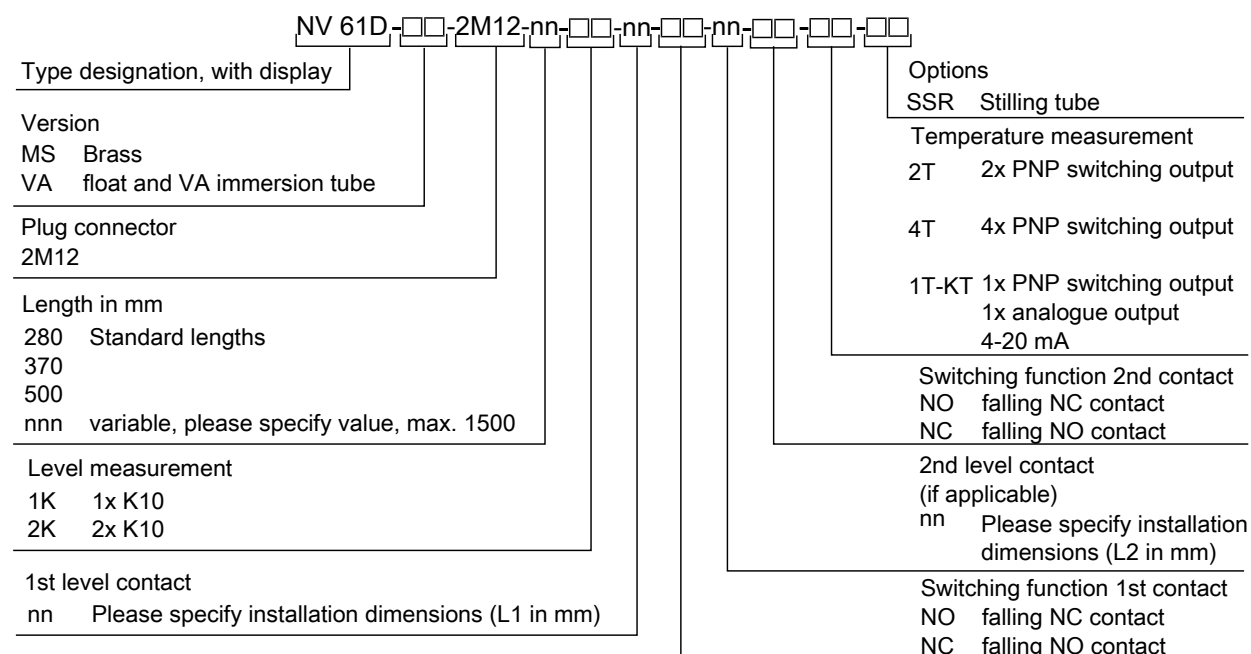 NV 61D-□□-2M12-nn-□□-nn-□□-nn-□□-□□-□□
Type designation, with display
Version
MS Brass
VA float and VA immersion tube
Plug connector
2M12
Length in mm
280 Standard lengths
370
500
nnn variable, please specify value, max. 1500
Level measurement
1K 1x K10
2K 2x K10
1st level contact
nn Please specify installation dimensions (L1 in mm)
Options
SSR Stilling tube
Temperature measurement
2T 2x PNP switching output
4T 4x PNP switching output
1T-KT 1x PNP switching output
1x analogue output
4-20 mA
Switching function 2nd contact
NO falling NC contact
NC falling NO contact
2nd level contact
(if applicable)
nn Please specify installation
dimensions (L2 in mm)
Switching function 1st contact
NO falling NC contact
NC falling NO contact